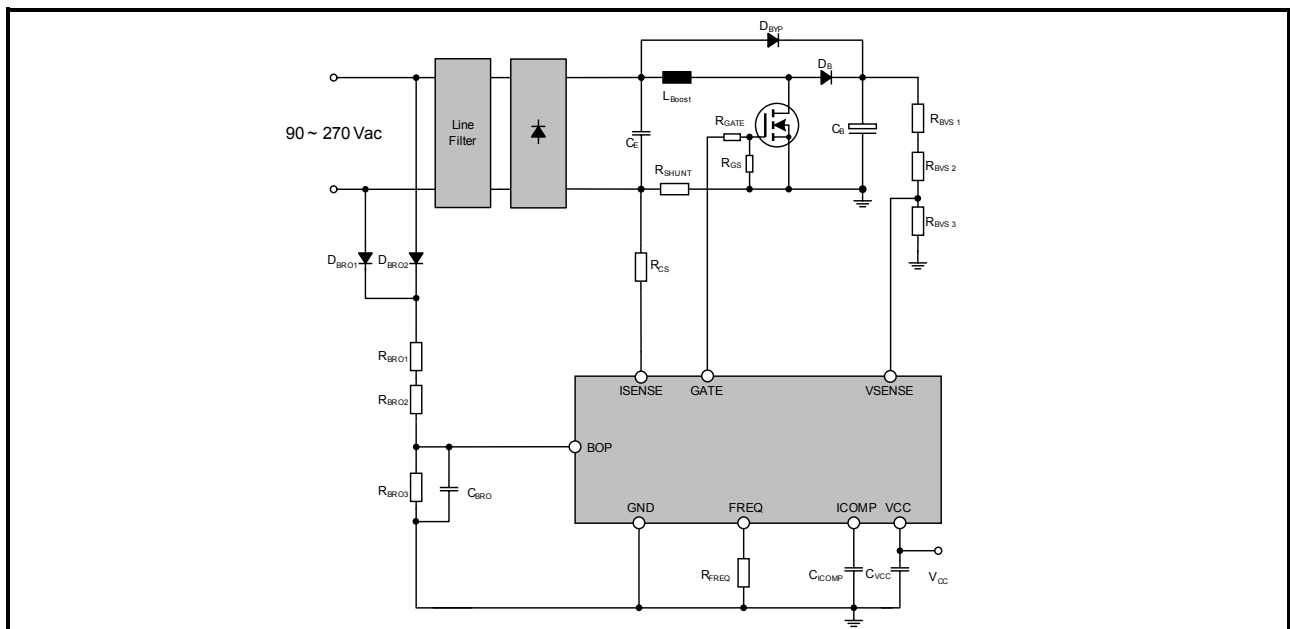 DBYP
DB
LBoost
Line
Filter
90 ~ 270 Vac
CE
RGATE
RGS
CB
RBVS 1
RBVS 2
RBVS 3
RSHUNT
DBRO1
DBRO2
RCS
RBRO1
RBRO2
RBRO3
CBRO
ISENSE
GATE
VSENSE
BOP
GND
FREQ
ICOMP
VCC
RFREQ
CICOMP
CVCC
VCC